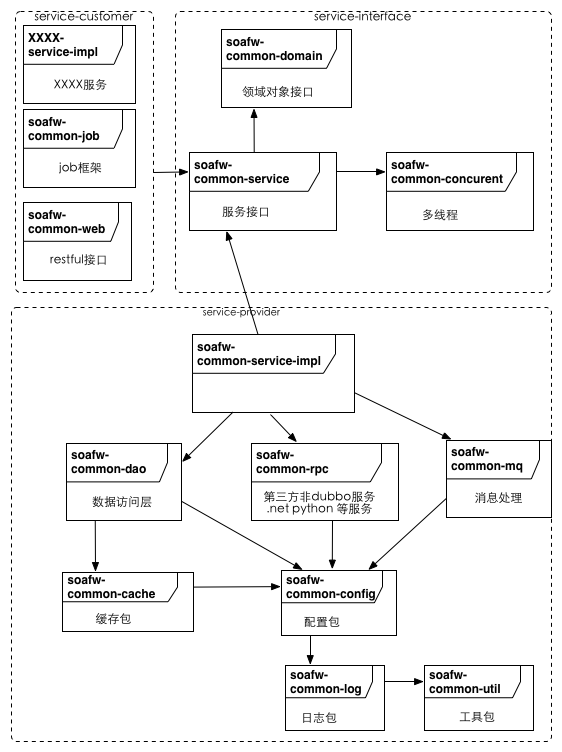 service-customer
XXXX-
service-impl
XXXX服务
soafw-
common-job
job框架
soafw-
common-web
restful接口
service-interface
soafw-
common-domain
领域对象接口
soafw-
common-service
服务接口
soafw-
common-concurent
多线程
service-provider
soafw-
common-service-impl
soafw-
common-dao
数据访问层
soafw-
common-rpc
第三方非dubbo服务
.net python 等服务
soafw-
common-mq
消息处理
soafw-
common-cache
缓存包
soafw-
common-config
配置包
soafw-
common-log
日志包
soafw-
common-util
工具包